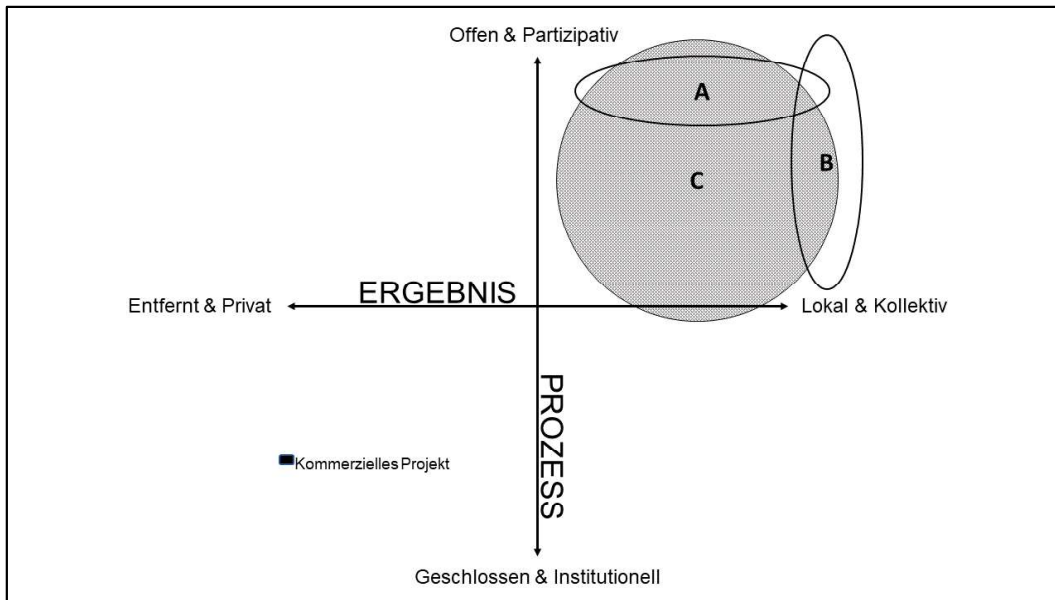 Offen & Partizipativ
A
B
C
ERGEBNIS
Entfernt & Privat
Lokal & Kollektiv
PROZESS
Kommerzielles Projekt
Geschlossen & Institutionell